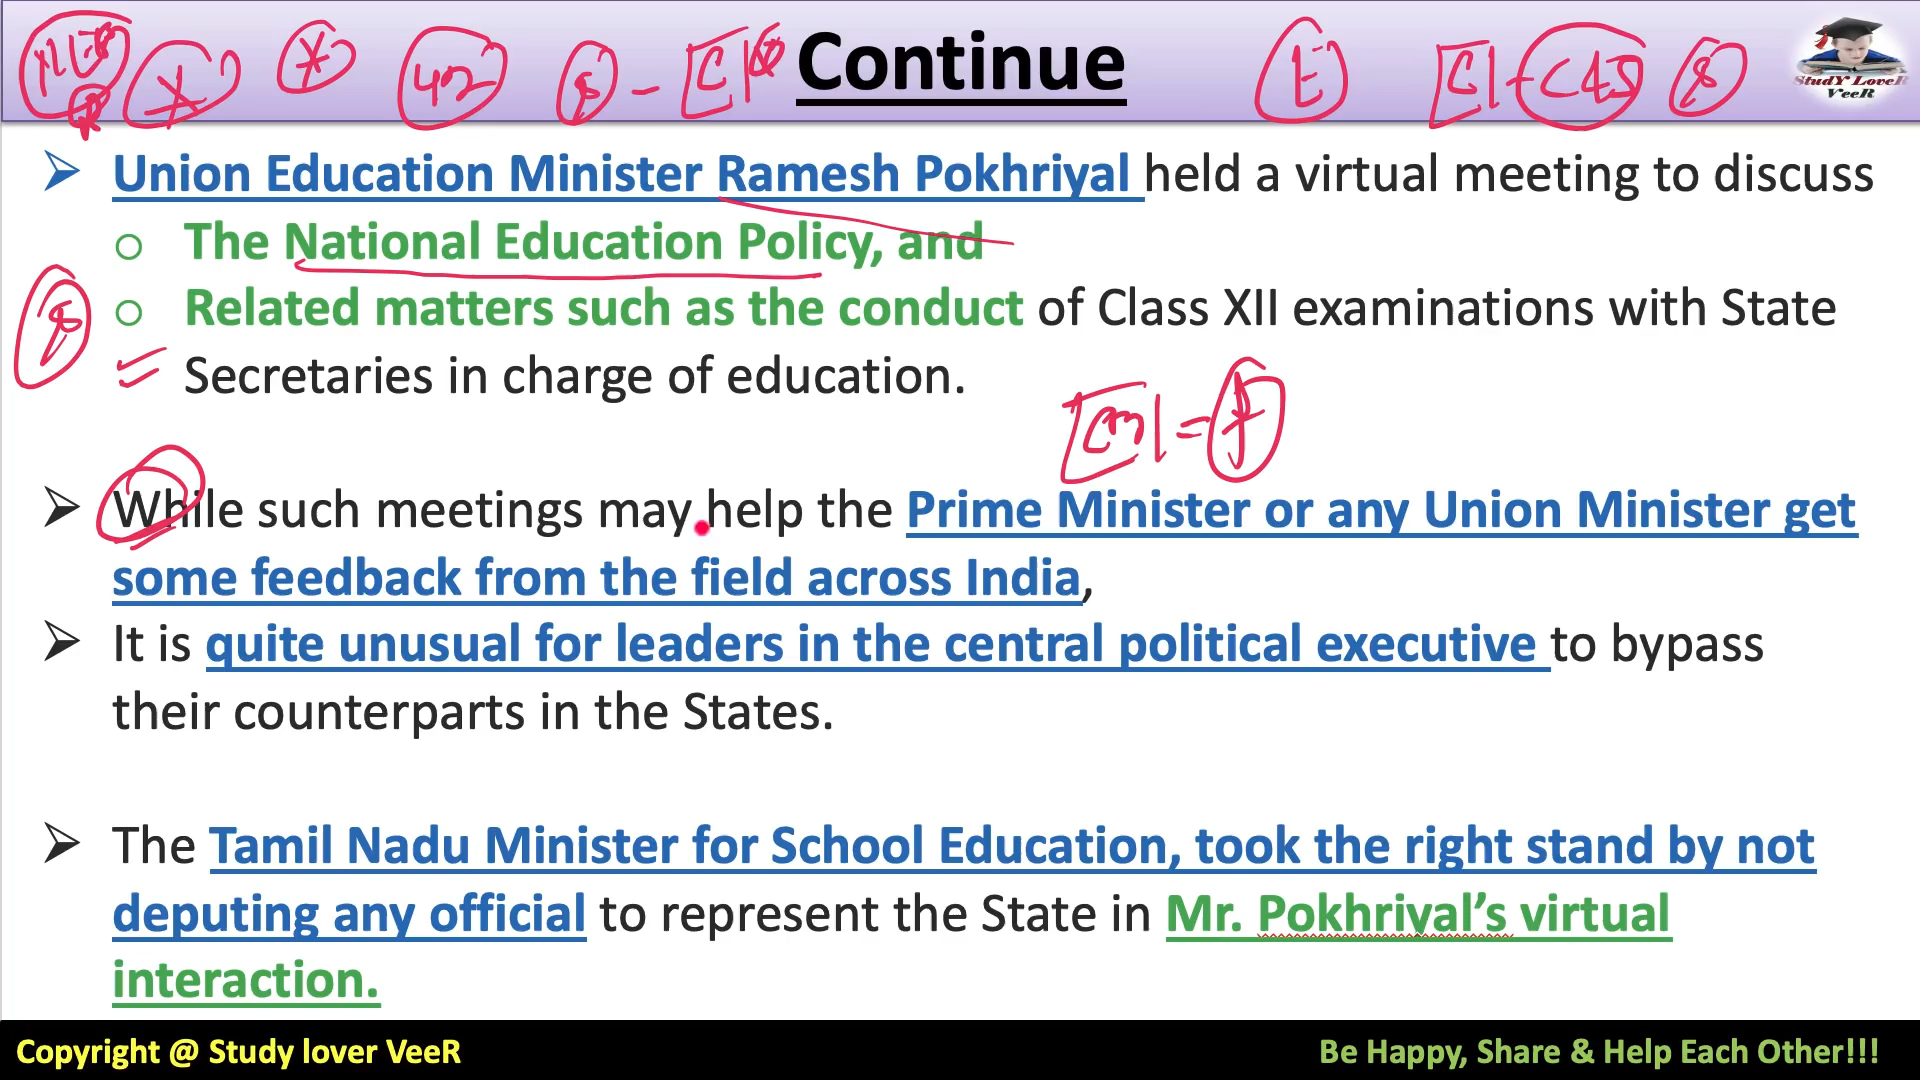 Continue
StudY LoveR
VeeR
Union Education Minister Ramesh Pokhriyal held a virtual meeting to discuss
The National Education Policy, and
Related matters such as the conduct of Class XII examinations with State
Secretaries in charge of education.
While such meetings may help the Prime Minister or any Union Minister get
some feedback from the field across India,
It is quite unusual for leaders in the central political executive to bypass
their counterparts in the States.
The Tamil Nadu Minister for School Education, took the right stand by not
deputing any official to represent the State in Mr. Pokhriyal’s virtual
interaction.
Copyright @ Study lover VeeR
Be Happy, Share & Help Each Other!!!